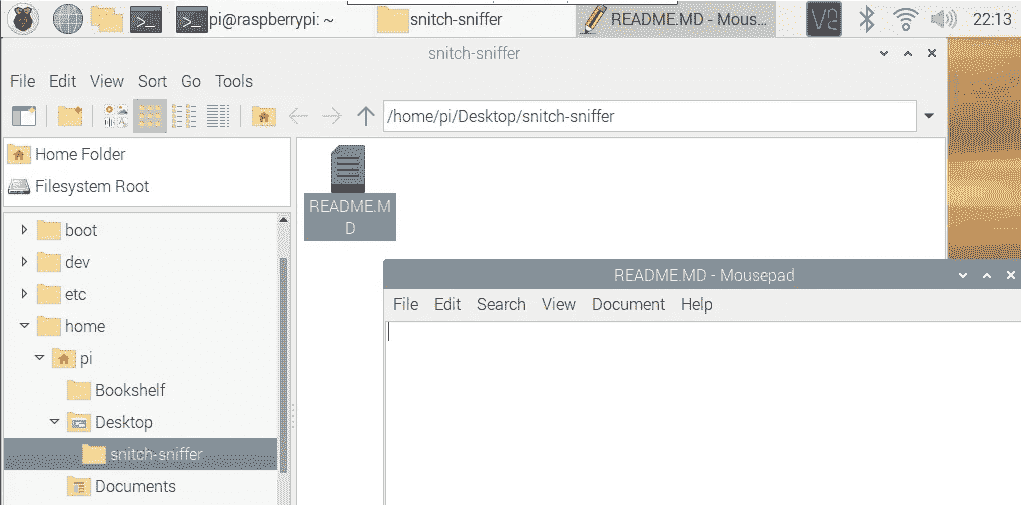 pi@raspberrypi: ~
snitch-sniffer
README.MD - Mouse...
22:13
snitch-sniffer
File Edit View Sort Go Tools
/home/pi/Desktop/snitch-sniffer
Home Folder
Filesystem Root
boot
dev
etc
home
pi
Bookshelf
Desktop
snitch-sniffer
Documents
README.M
D
README.MD - Mousepad
File Edit Search View Document Help